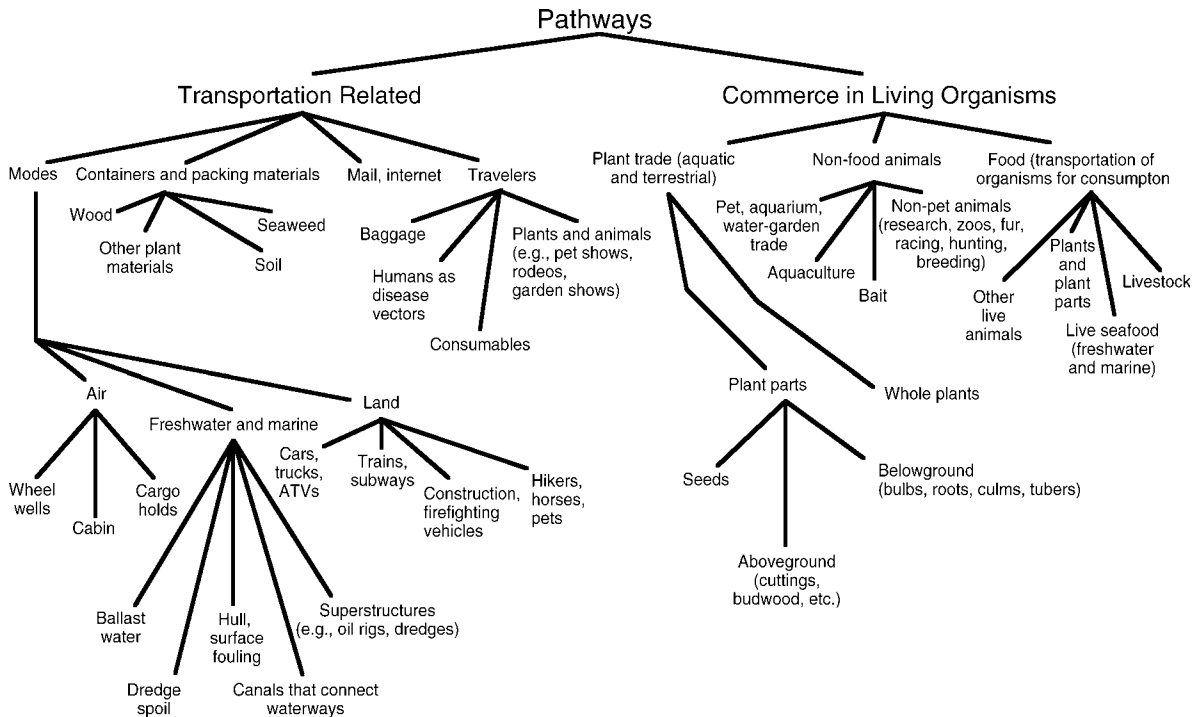 Pathways
Transportation Related
Commerce in Living Organisms
Modes
Containers and packing materials
Mail, internet
Travelers
Plant trade (aquatic
and terrestrial)
Non-food animals
Food (transportation of
organisms for consumpton
Wood
Other plant
materials
Soil
Seaweed
Baggage
Humans as
disease
vectors
Consumables
Plants and animals
(e.g., pet shows,
rodeos,
garden shows)
Pet, aquarium,
water-garden
trade
Aquaculture
Bait
Non-pet animals
(research, zoos, fur,
racing, hunting,
breeding)
Other
live
animals
Plants
and
plant
parts
Live seafood
(freshwater
and marine)
Livestock
Air
Freshwater and marine
Land
Plant parts
Whole plants
Wheel
wells
Cabin
Cargo
holds
Cars,
trucks,
ATVs
Trains,
subways
Construction,
firefighting
vehicles
Hikers,
horses,
pets
Seeds
Aboveground
(cuttings,
budwood, etc.)
Belowground
(bulbs, roots, culms, tubers)
Ballast
water
Dredge
spoil
Hull,
surface
fouling
Canals that connect
waterways
Superstructures
(e.g., oil rigs, dredges)